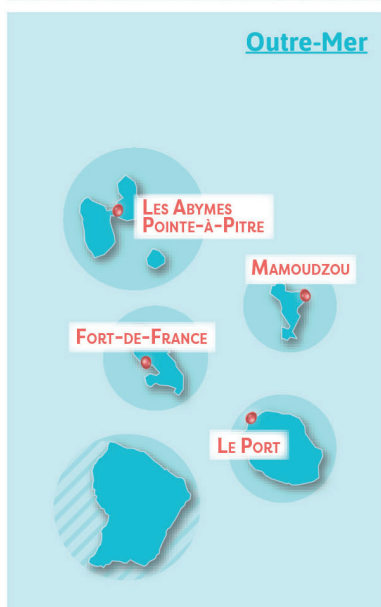 Outre-Mer
Les Abymes
Pointe-à-Pitre
Mamoudzou
Fort-de-France
Le Port